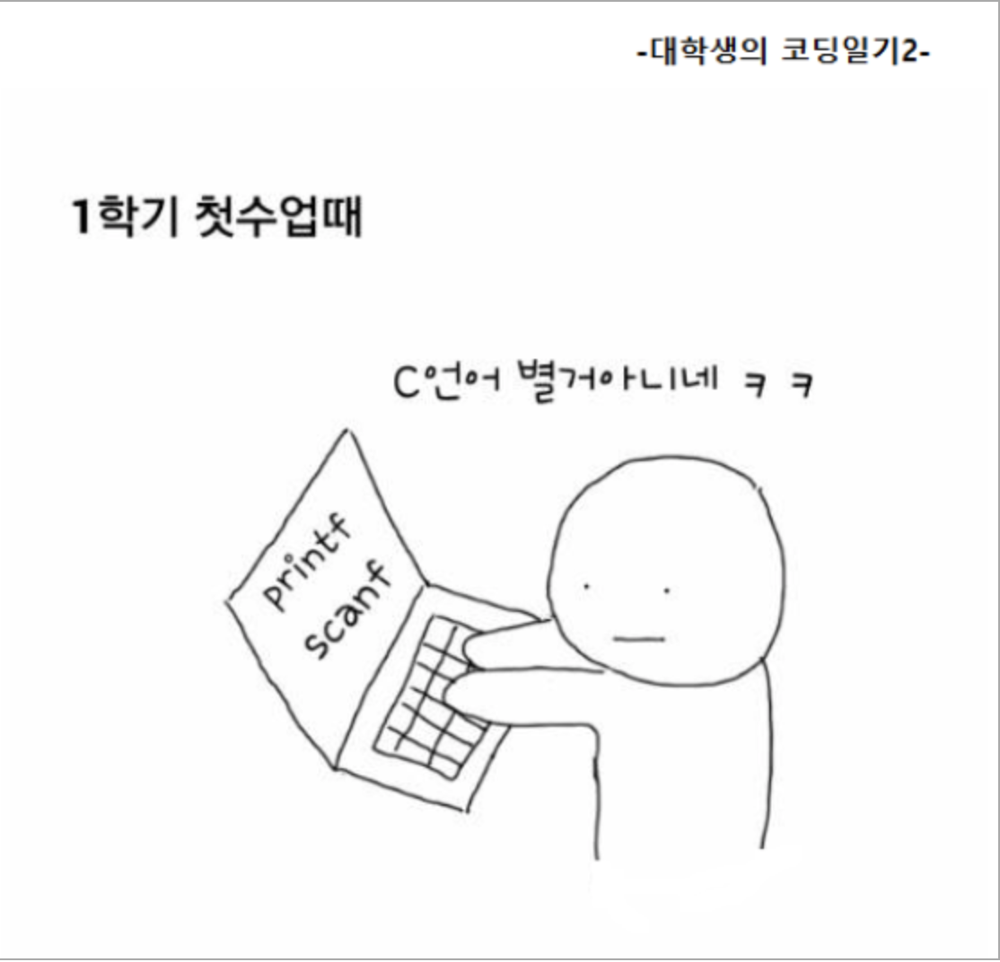 -대학생의 코딩일기2-
1학기 첫수업때
C언어 별거아니네 ㅋ ㅋ
printf
scanf